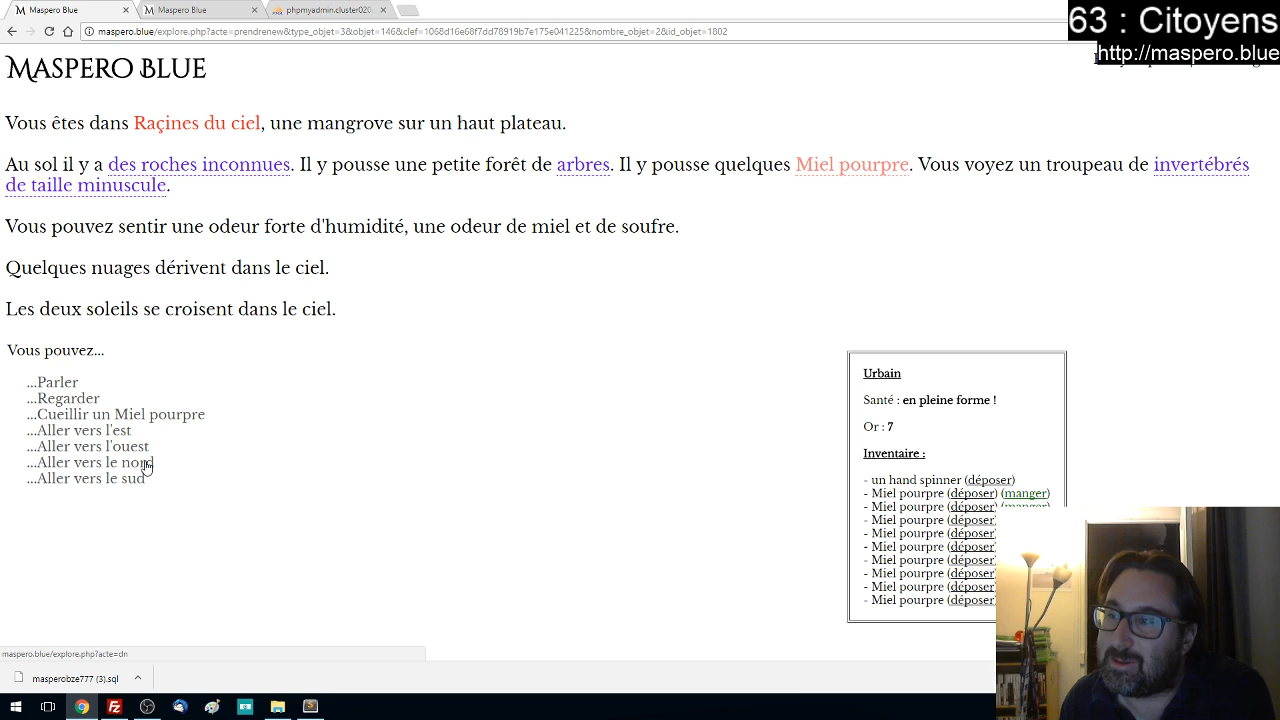 Maspero Blue
Maspero Blue
phpmyadmin.cluster020
maspero.blue/explore.php?acte=prendrenew&type_objet=3&objet=146&clef=1068d16e68f7dd78919b7e175e041225&nombre_objet=2&id_objet=1802
63 : Citoyens
http://maspero.blue
Maspero Blue
Vous êtes dans Raçines du ciel, une mangrove sur un haut plateau.
Au sol il y a des roches inconnues. Il y pousse une petite forêt de arbres. Il y pousse quelques Miel pourpre. Vous voyez un troupeau de invertébrés
de taille minuscule.
Vous pouvez sentir une odeur forte d'humidité, une odeur de miel et de soufre.
Quelques nuages dérivent dans le ciel.
Les deux soleils se croisent dans le ciel.
Vous pouvez...
...Parler
...Regarder
...Cueillir un Miel pourpre
...Aller vers l'est
...Aller vers l'ouest
...Aller vers le nord
...Aller vers le sud
Urbain
Santé : en pleine forme !
Or : 7
Inventaire :
- un hand spinner (déposer)
- Miel pourpre (déposer) (manger)
- Miel pourpre (déposer) (manger)
- Miel pourpre (déposer)
- Miel pourpre (déposer)
- Miel pourpre (déposer)
- Miel pourpre (déposer)
- Miel pourpre (déposer)
- Miel pourpre (déposer)
- Miel pourpre (déposer)
maspero.blue/explore.php?acte=dn
masperobze777 (3).sql